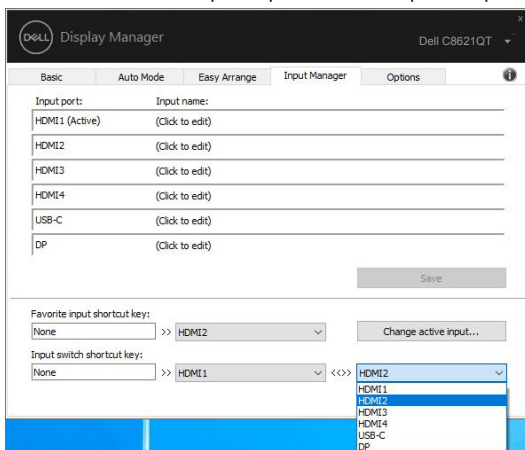 DELL Display Manager
Dell C8621QT
x
Basic Auto Mode Easy Arrange Input Manager Options i
Input port: Input name:
HDMI1 (Active) (Click to edit)
HDMI2 (Click to edit)
HDMI3 (Click to edit)
HDMI4 (Click to edit)
USB-C (Click to edit)
DP (Click to edit)
Save
Favorite input shortcut key:
None >> HDMI2 Change active input...
Input switch shortcut key:
None >> HDMI1 <<>> HDMI2
HDMI1
HDMI2
HDMI3
HDMI4
USB-C
DP